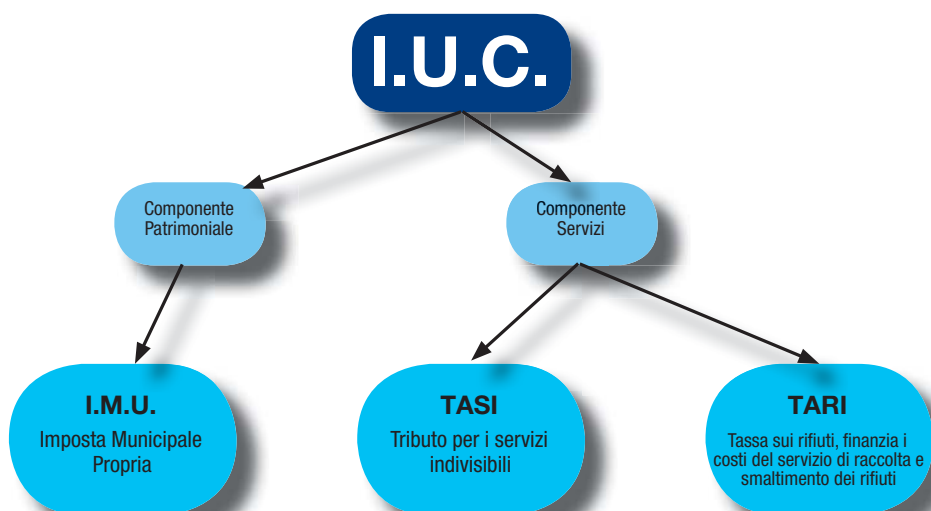 I.U.C.
Componente
Patrimoniale
Componente
Servizi
I.M.U.
Imposta Municipale
Propria
TASI
Tributo per i servizi
indivisibili
TARI
Tassa sui rifiuti, finanzia i
costi del servizio di raccolta e
smaltimento dei rifiuti